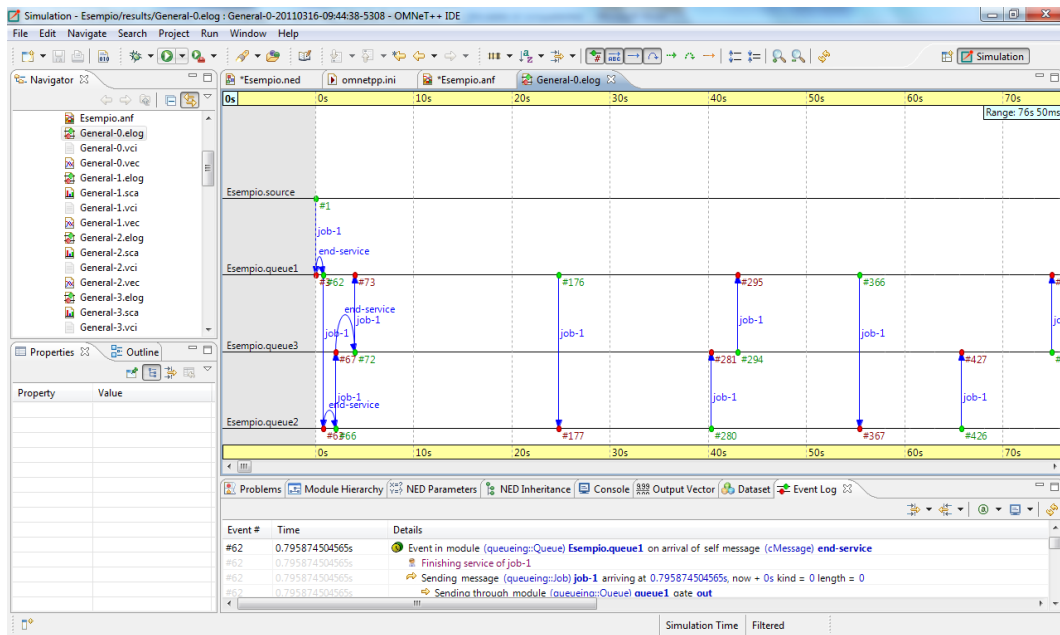 Simulation - Esempio/results/General-0.elog : General-0-20110316-09:44:38-5308 - OMNeT++ IDE
File Edit Navigate Search Project Run Window Help
Simulation
Navigator
Esempio.anf
General-0.elog
General-0.vci
General-0.vec
General-1.elog
General-1.sca
General-1.vci
General-1.vec
General-2.elog
General-2.sca
General-2.vci
General-2.vec
General-3.elog
General-3.sca
General-3.vci
Properties Outline
Property Value
*Esempio.ned omnetpp.ini *Esempio.anf General-0.elog
0s 0s 10s 20s 30s 40s 50s 60s 70s
Range: 76s 50ms
Esempio.source
#1
job-1
end-service
Esempio.queue1
#3 #62 #73 #176 #295 #366
end-service
job-1
job-1 job-1 job-1 job-1
Esempio.queue3
#67 #72 #281 #294 #427
job-1 job-1 job-1
end-service
Esempio.queue2
#63 #66 #177 #280 #367 #426
0s 10s 20s 30s 40s 50s 60s 70s
Problems Module Hierarchy NED Parameters NED Inheritance Console Output Vector Dataset Event Log
Event # Time Details
#62 0.795874504565s Event in module (queueing::Queue) Esempio.queue1 on arrival of self message (cMessage) end-service
#62 0.795874504565s Finishing service of job-1
#62 0.795874504565s Sending message (queueing::Job) job-1 arriving at 0.795874504565s, now + 0s kind = 0 length = 0
#62 0.795874504565s Sending through module (queueing::Queue) queue1 gate out
Simulation Time Filtered